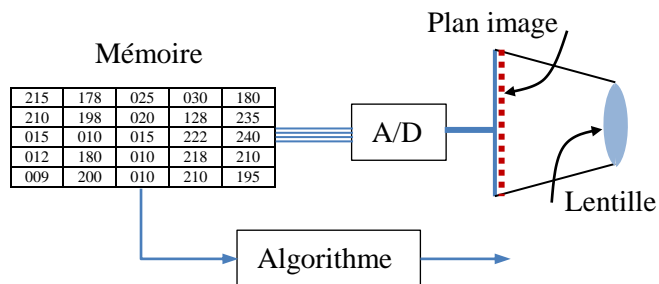 Plan image
Mémoire
215 178 025 030 180
210 198 020 128 235
015 010 015 222 240
012 180 010 218 210
009 200 010 210 195
A/D
Lentille
Algorithme